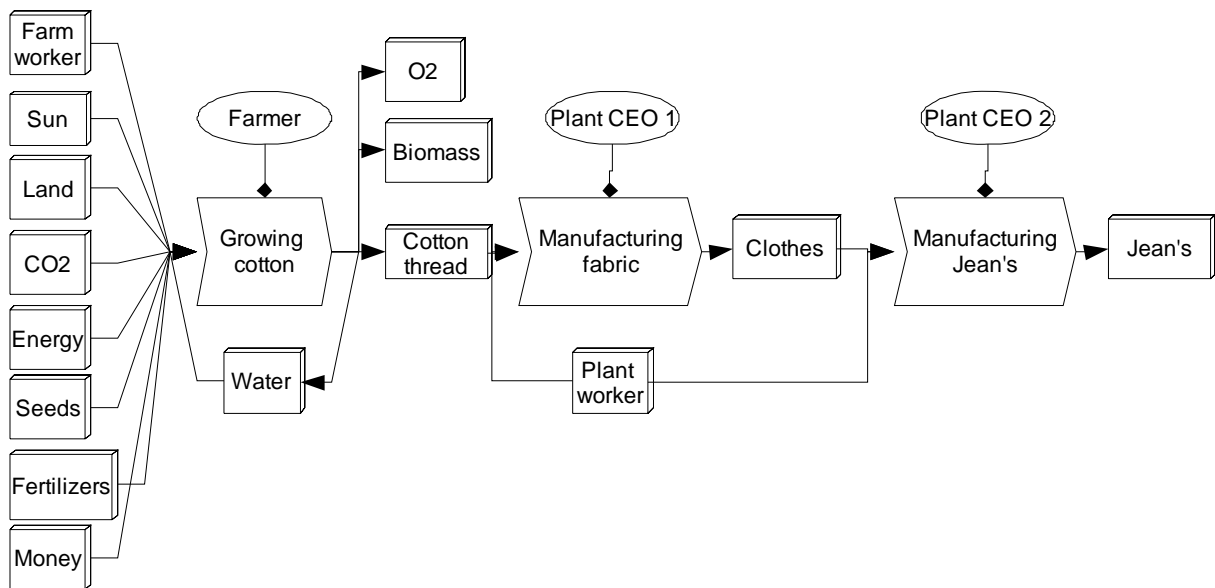 Farm
worker
Sun
Land
CO2
Energy
Seeds
Fertilizers
Money
Farmer
Growing
cotton
Water
O2
Biomass
Cotton
thread
Plant CEO 1
Manufacturing
fabric
Plant
worker
Clothes
Plant CEO 2
Manufacturing
Jean's
Jean's